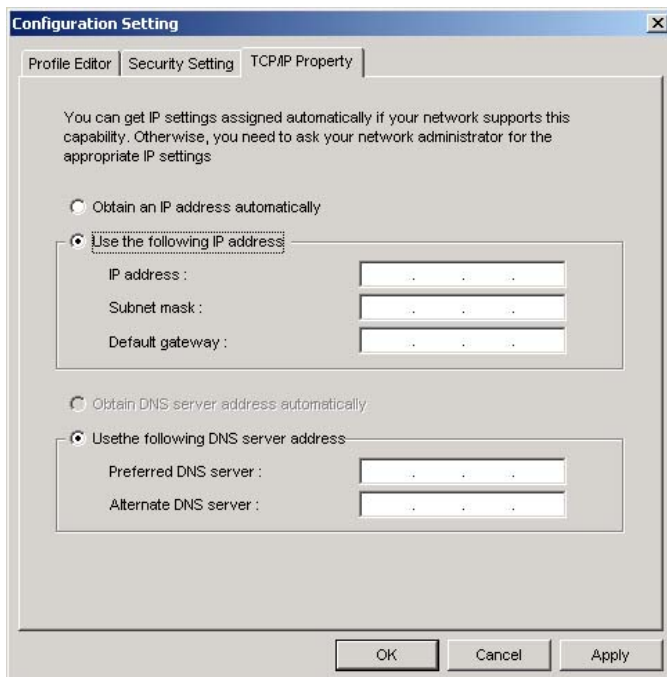 Configuration Setting
Profile Editor Security Setting TCP/IP Property
You can get IP settings assigned automatically if your network supports this
capability. Otherwise, you need to ask your network administrator for the
appropriate IP settings
Obtain an IP address automatically
Use the following IP address
IP address :
Subnet mask :
Default gateway :
Obtain DNS server address automatically
Usethe following DNS server address
Preferred DNS server :
Alternate DNS server :
OK Cancel Apply